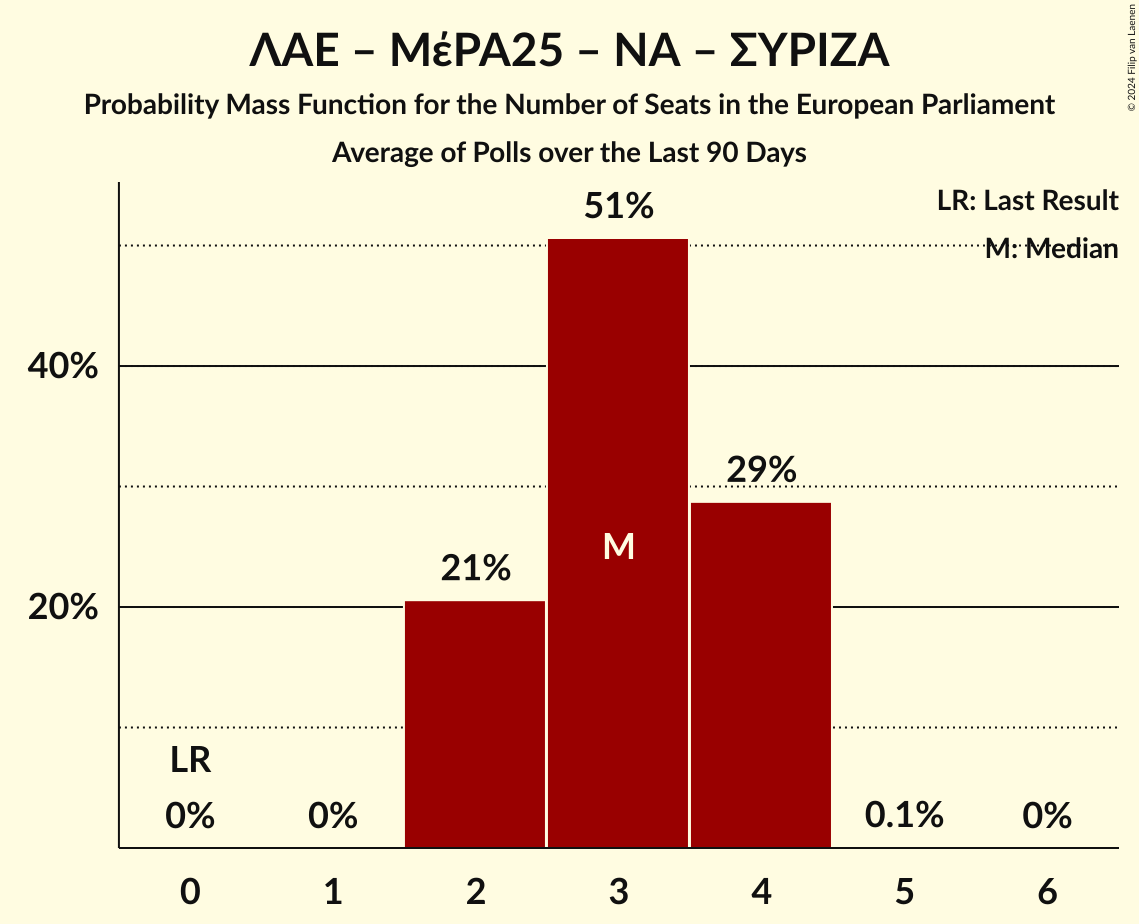 ΛΑΕ – ΜέΡΑ25 – ΝΑ – ΣΥΡΙΖΑ
Probability Mass Function for the Number of Seats in the European Parliament
Average of Polls over the Last 90 Days
© 2024 Filip van Laenen
LR: Last Result
M: Median
51%
40%
29%
M
21%
20%
LR
0% 0% 0.1% 0%
0 1 2 3 4 5 6